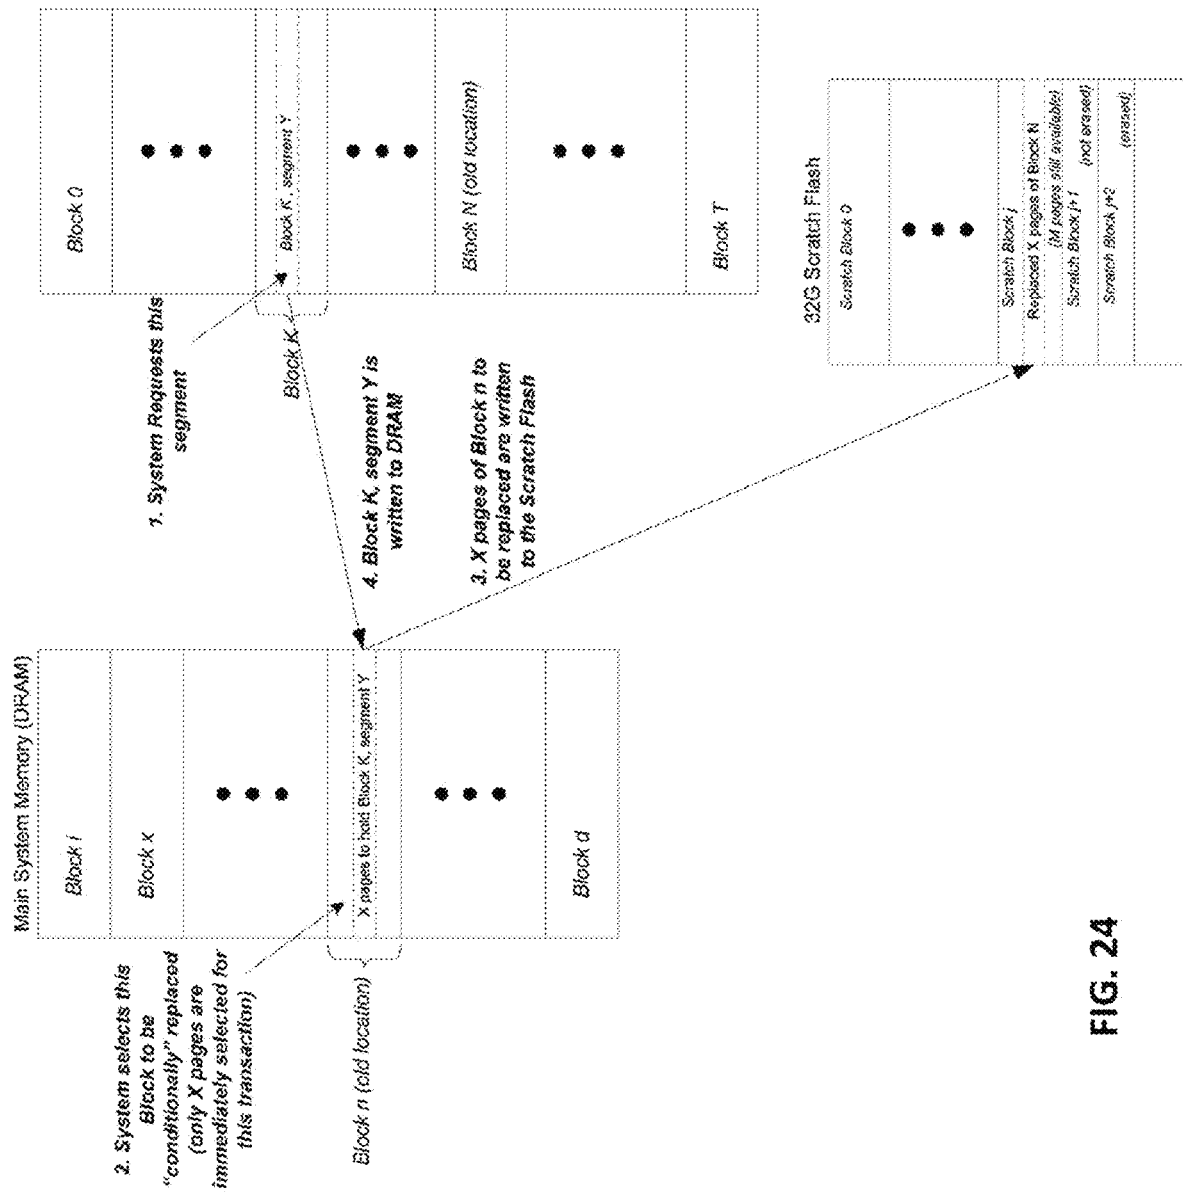 Main System Memory (DRAM)
Block i
Block x
X pages to hold Block K, segment Y
Block d
2. System selects this
Block to be
“conditionally” replaced
(only X pages are
immediately selected for
this transaction)
Block n (old location)
1. System Requests this
segment
Block K
4. Block K, segment Y is
written to DRAM
3. X pages of Block n to
be replaced are written
to the Scratch Flash
Block 0
Block K, segment Y
Block N (old location)
Block T
32G Scratch Flash
Scratch Block 0
Scratch Block j
Replaced X pages of Block N
(M pages still available)
Scratch Block j+1
(not erased)
Scratch Block j+2
(erased)
FIG. 24